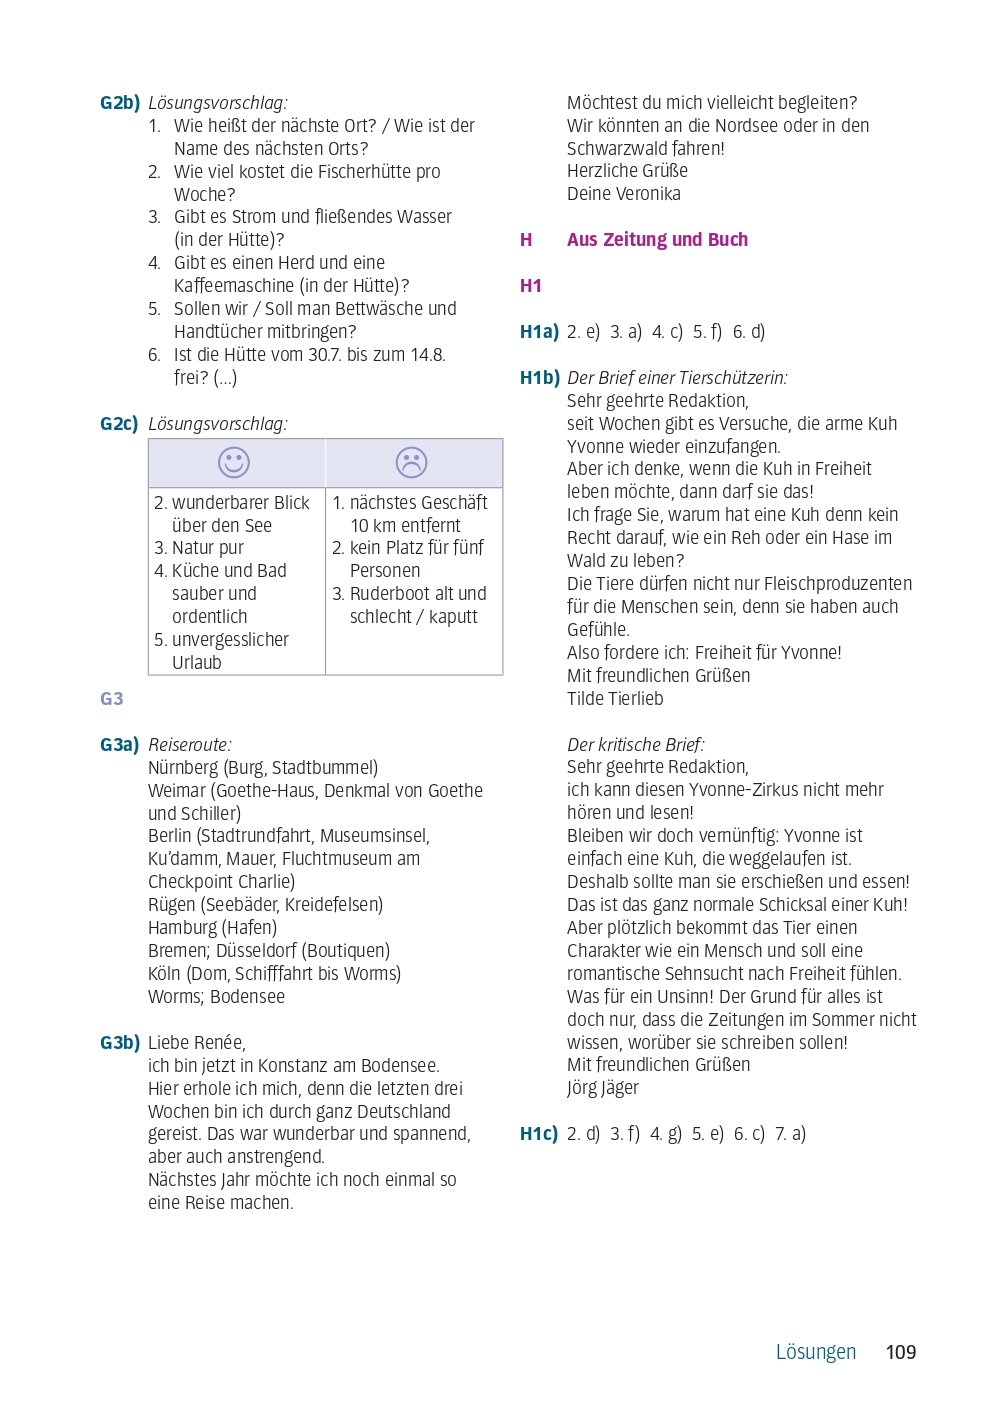 G2b) Lösungsvorschlag:
1. Wie heißt der nächste Ort? / Wie ist der
Name des nächsten Orts?
2. Wie viel kostet die Fischerhütte pro
Woche?
3. Gibt es Strom und fließendes Wasser
(in der Hütte)?
4. Gibt es einen Herd und eine
Kaffeemaschine (in der Hütte)?
5. Sollen wir / Soll man Bettwäsche und
Handtücher mitbringen?
6. Ist die Hütte vom 30.7. bis zum 14.8.
frei? (…)
G2c) Lösungsvorschlag:
2. wunderbarer Blick
über den See
3. Natur pur
4. Küche und Bad
sauber und
ordentlich
5. unvergesslicher
Urlaub
1. nächstes Geschäft
10 km entfernt
2. kein Platz für fünf
Personen
3. Ruderboot alt und
schlecht / kaputt
G3
G3a) Reiseroute:
Nürnberg (Burg, Stadtbummel)
Weimar (Goethe-Haus, Denkmal von Goethe
und Schiller)
Berlin (Stadtrundfahrt, Museumsinsel,
Ku’damm, Mauer, Fluchtmuseum am
Checkpoint Charlie)
Rügen (Seebäder, Kreidefelsen)
Hamburg (Hafen)
Bremen; Düsseldorf (Boutiquen)
Köln (Dom, Schifffahrt bis Worms)
Worms; Bodensee
G3b) Liebe Renée,
ich bin jetzt in Konstanz am Bodensee.
Hier erhole ich mich, denn die letzten drei
Wochen bin ich durch ganz Deutschland
gereist. Das war wunderbar und spannend,
aber auch anstrengend.
Nächstes Jahr möchte ich noch einmal so
eine Reise machen.
Möchtest du mich vielleicht begleiten?
Wir könnten an die Nordsee oder in den
Schwarzwald fahren!
Herzliche Grüße
Deine Veronika
H Aus Zeitung und Buch
H1
H1a) 2. e) 3. a) 4. c) 5. f) 6. d)
H1b) Der Brief einer Tierschützerin:
Sehr geehrte Redaktion,
seit Wochen gibt es Versuche, die arme Kuh
Yvonne wieder einzufangen.
Aber ich denke, wenn die Kuh in Freiheit
leben möchte, dann darf sie das!
Ich frage Sie, warum hat eine Kuh denn kein
Recht darauf, wie ein Reh oder ein Hase im
Wald zu leben?
Die Tiere dürfen nicht nur Fleischproduzenten
für die Menschen sein, denn sie haben auch
Gefühle.
Also fordere ich: Freiheit für Yvonne!
Mit freundlichen Grüßen
Tilde Tierlieb
Der kritische Brief:
Sehr geehrte Redaktion,
ich kann diesen Yvonne-Zirkus nicht mehr
hören und lesen!
Bleiben wir doch vernünftig: Yvonne ist
einfach eine Kuh, die weggelaufen ist.
Deshalb sollte man sie erschießen und essen!
Das ist das ganz normale Schicksal einer Kuh!
Aber plötzlich bekommt das Tier einen
Charakter wie ein Mensch und soll eine
romantische Sehnsucht nach Freiheit fühlen.
Was für ein Unsinn! Der Grund für alles ist
doch nur, dass die Zeitungen im Sommer nicht
wissen, worüber sie schreiben sollen!
Mit freundlichen Grüßen
Jörg Jäger
H1c) 2. d) 3. f) 4. g) 5. e) 6. c) 7. a)
Lösungen 109